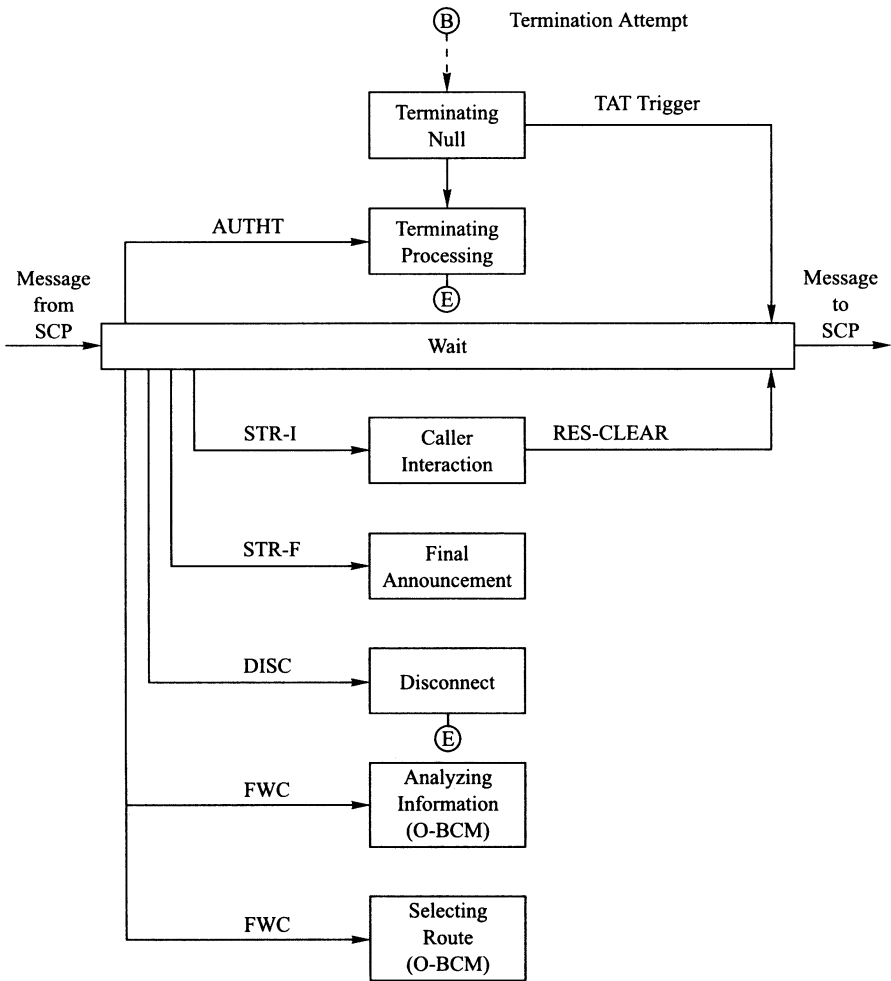 B
Termination Attempt
Terminating
Null
TAT Trigger
AUTHT
Terminating
Processing
E
Message
from
SCP
Wait
Message
to
SCP
STR-I
Caller
Interaction
RES-CLEAR
STR-F
Final
Announcement
DISC
Disconnect
E
FWC
Analyzing
Information
(O-BCM)
FWC
Selecting
Route
(O-BCM)